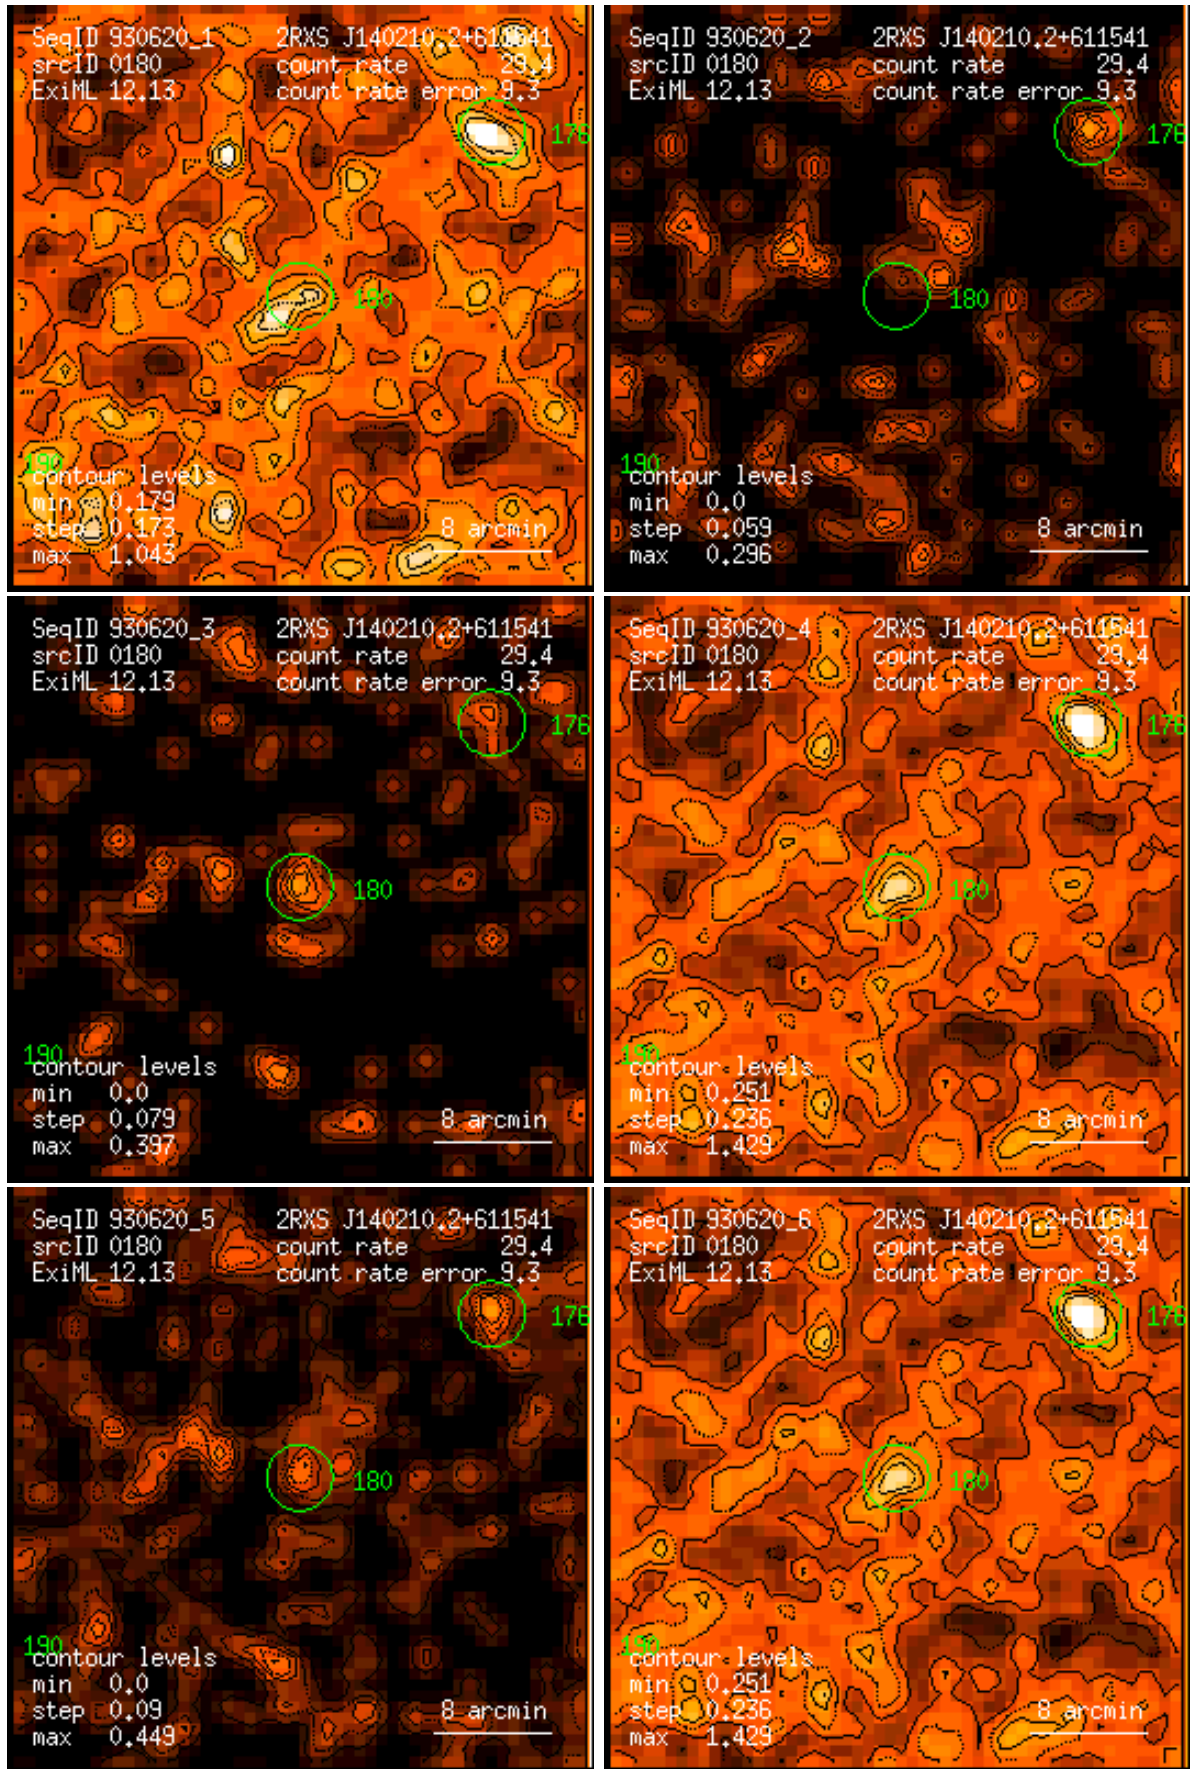 SeqID 930620_1 2RXS J140210.2+611541
srcID 0180 count rate 29.4
ExiML 12.13 count rate error 9.3
176
180
190
contour levels
min 0.179
step 0.173 8 arcmin
max 1.043
SeqID 930620_2 2RXS J140210.2+611541
srcID 0180 count rate 29.4
ExiML 12.13 count rate error 9.3
176
180
190
contour levels
min 0.0
step 0.059 8 arcmin
max 0.296
SeqID 930620_3 2RXS J140210.2+611541
srcID 0180 count rate 29.4
ExiML 12.13 count rate error 9.3
176
180
190
contour levels
min 0.0
step 0.079 8 arcmin
max 0.397
SeqID 930620_4 2RXS J140210.2+611541
srcID 0180 count rate 29.4
ExiML 12.13 count rate error 9.3
176
180
190
contour levels
min 0.251
step 0.236 8 arcmin
max 1.429
SeqID 930620_5 2RXS J140210.2+611541
srcID 0180 count rate 29.4
ExiML 12.13 count rate error 9.3
176
180
190
contour levels
min 0.0
step 0.09 8 arcmin
max 0.449
SeqID 930620_6 2RXS J140210.2+611541
srcID 0180 count rate 29.4
ExiML 12.13 count rate error 9.3
176
180
190
contour levels
min 0.251
step 0.236 8 arcmin
max 1.429